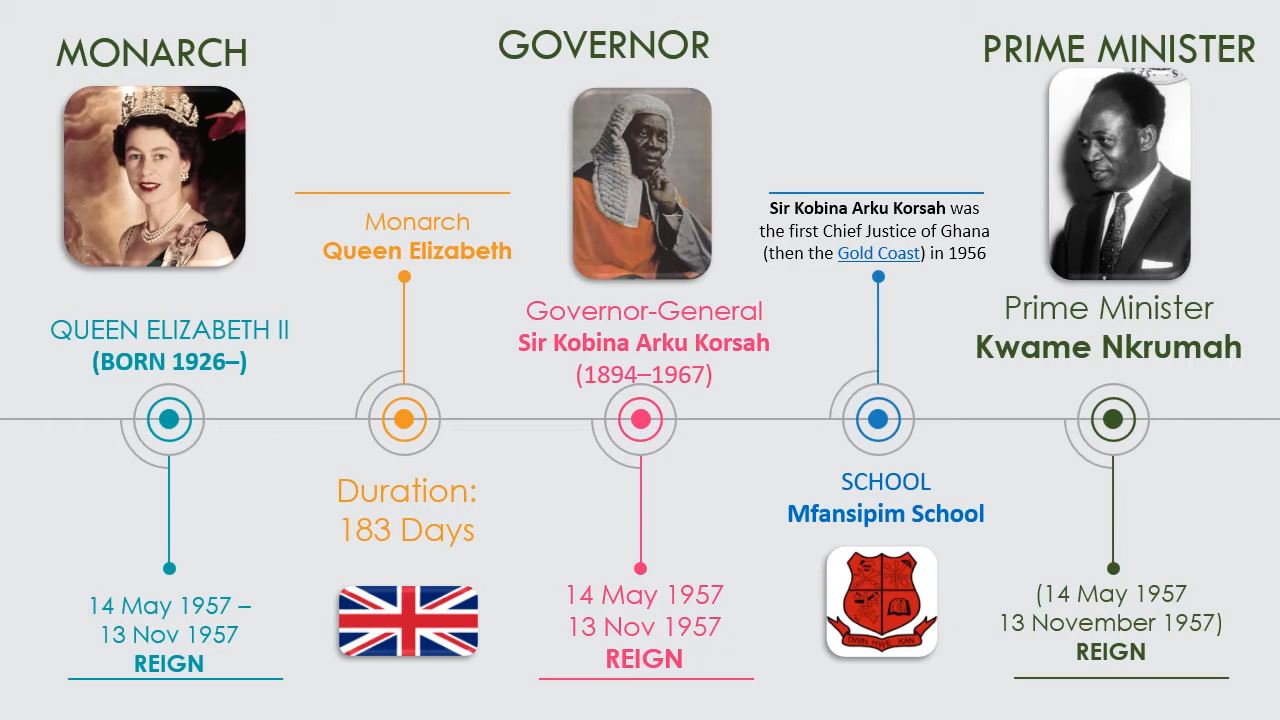 MONARCH
GOVERNOR
PRIME MINISTER
QUEEN ELIZABETH II
(BORN 1926–)
Monarch
Queen Elizabeth
Governor-General
Sir Kobina Arku Korsah
(1894–1967)
Sir Kobina Arku Korsah was
the first Chief Justice of Ghana
(then the Gold Coast) in 1956
Prime Minister
Kwame Nkrumah
14 May 1957 –
13 Nov 1957
REIGN
Duration:
183 Days
14 May 1957
13 Nov 1957
REIGN
SCHOOL
Mfansipim School
DWIN HWE KAN
(14 May 1957
13 November 1957)
REIGN